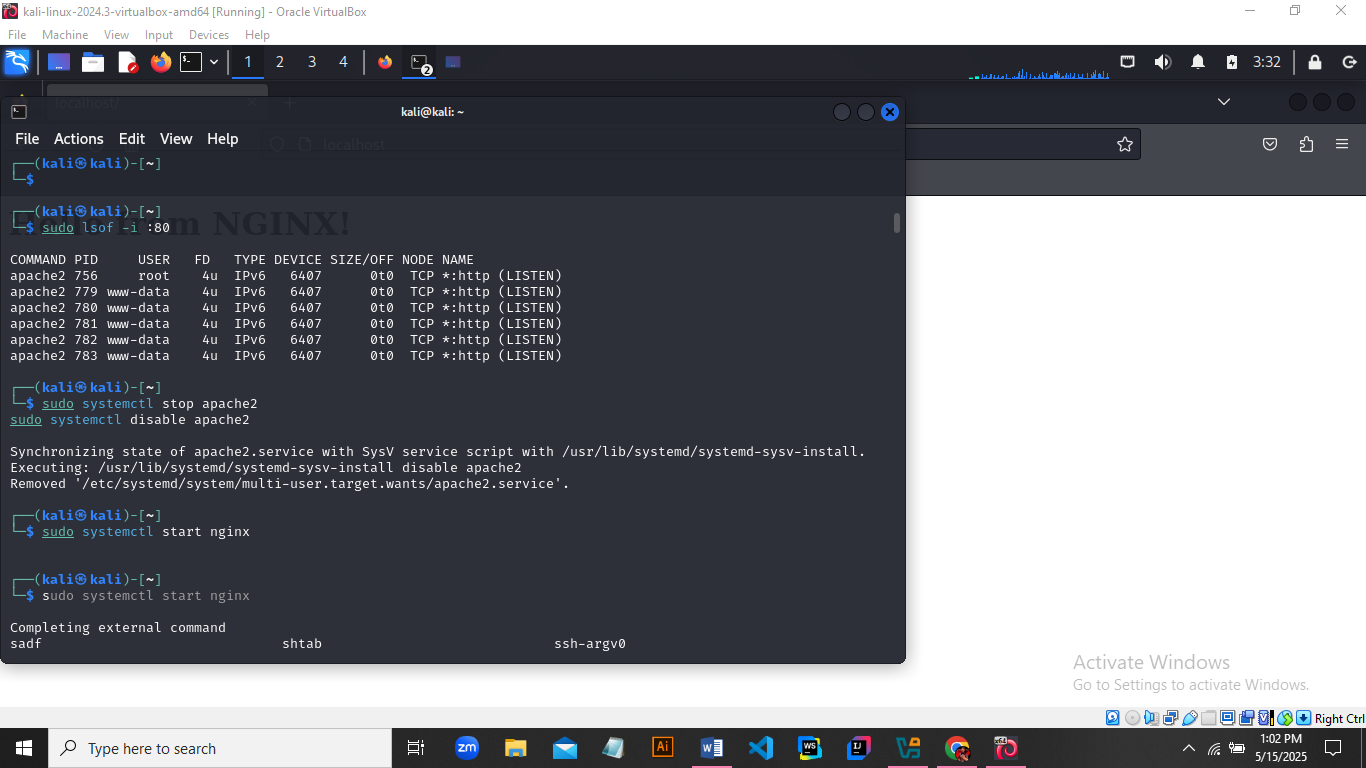 kali-linux-2024.3-virtualbox-amd64 [Running] - Oracle VirtualBox
File Machine View Input Devices Help
1 2 3 4 2 3:32
localhost/
kali@kali: ~
File Actions Edit View Help
localhost
┌──(kali㉿kali)-[~]
└─$
Hello from NGINX!
┌──(kali㉿kali)-[~]
└─$ sudo lsof -i :80
COMMAND PID USER FD TYPE DEVICE SIZE/OFF NODE NAME
apache2 756 root 4u IPv6 6407 0t0 TCP *:http (LISTEN)
apache2 779 www-data 4u IPv6 6407 0t0 TCP *:http (LISTEN)
apache2 780 www-data 4u IPv6 6407 0t0 TCP *:http (LISTEN)
apache2 781 www-data 4u IPv6 6407 0t0 TCP *:http (LISTEN)
apache2 782 www-data 4u IPv6 6407 0t0 TCP *:http (LISTEN)
apache2 783 www-data 4u IPv6 6407 0t0 TCP *:http (LISTEN)
┌──(kali㉿kali)-[~]
└─$ sudo systemctl stop apache2
sudo systemctl disable apache2
Synchronizing state of apache2.service with SysV service script with /usr/lib/systemd/systemd-sysv-install.
Executing: /usr/lib/systemd/systemd-sysv-install disable apache2
Removed '/etc/systemd/system/multi-user.target.wants/apache2.service'.
┌──(kali㉿kali)-[~]
└─$ sudo systemctl start nginx
┌──(kali㉿kali)-[~]
└─$ sudo systemctl start nginx
Completing external command
sadf shtab ssh-argv0
Activate Windows
Go to Settings to activate Windows.
Right Ctrl
Type here to search
zm
Ai
W
WS
IJ
x64
1:02 PM
5/15/2025